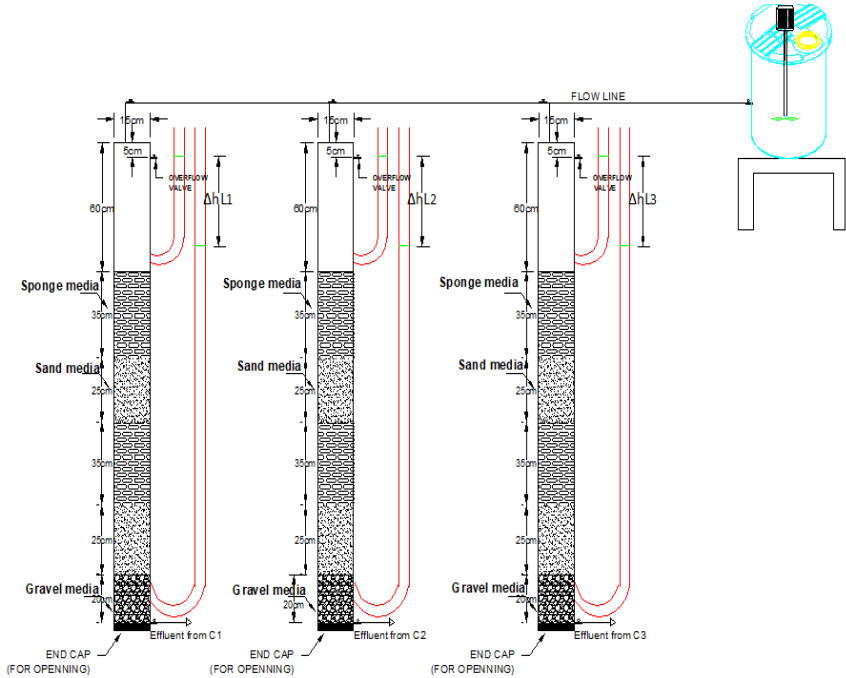 FLOW LINE
15cm
15cm
15cm
5cm
5cm
5cm
OVERFLOW
VALVE
OVERFLOW
VALVE
OVERFLOW
VALVE
ΔhL1
ΔhL2
ΔhL3
60cm
60cm
60cm
Sponge media
Sponge media
Sponge media
35cm
35cm
35cm
Sand media
Sand media
Sand media
25cm
25cm
25cm
35cm
35cm
35cm
25cm
25cm
25cm
Gravel media
Gravel media
Gravel media
20cm
20cm
20cm
Effluent from C1
Effluent from C2
Effluent from C3
END CAP
(FOR OPENNING)
END CAP
(FOR OPENNING)
END CAP
(FOR OPENNING)